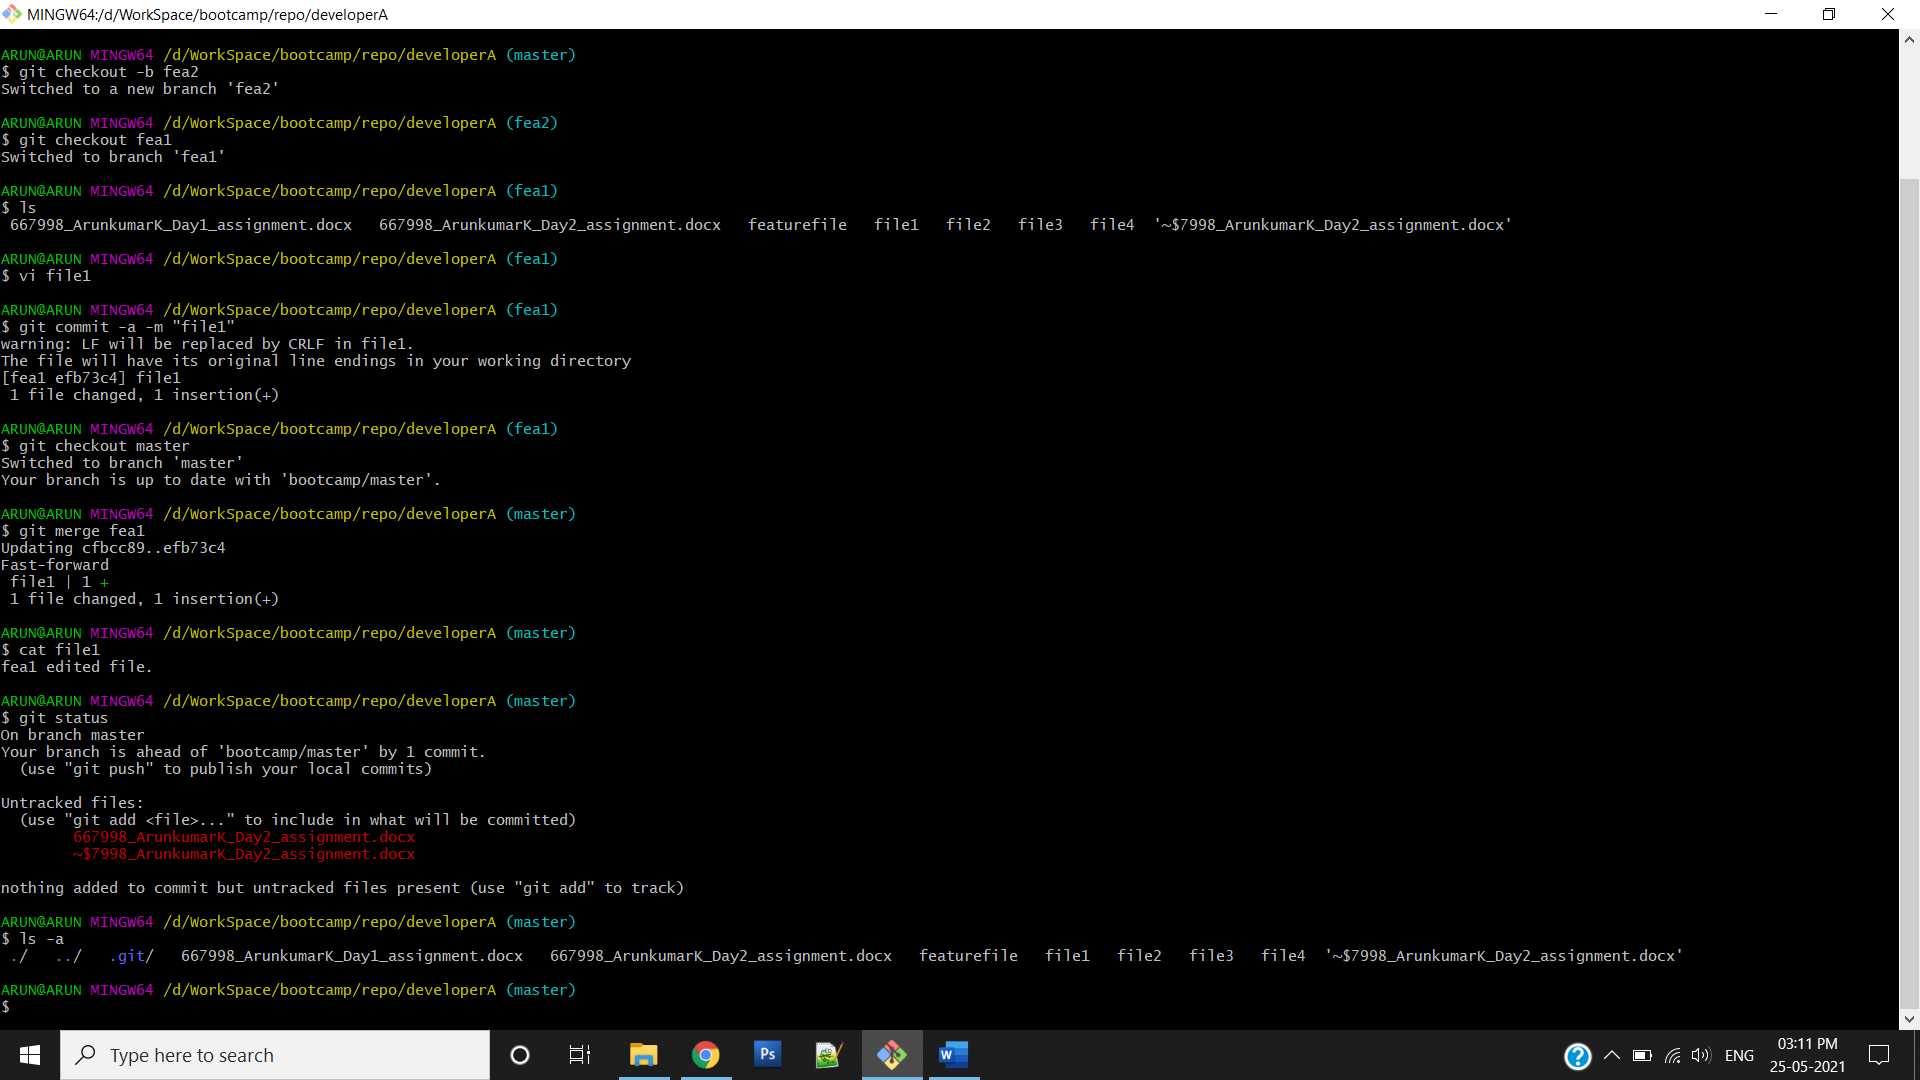 MINGW64:/d/WorkSpace/bootcamp/repo/developerA
ARUN@ARUN MINGW64 /d/WorkSpace/bootcamp/repo/developerA (master)
$ git checkout -b fea2
Switched to a new branch 'fea2'
ARUN@ARUN MINGW64 /d/WorkSpace/bootcamp/repo/developerA (fea2)
$ git checkout fea1
Switched to branch 'fea1'
ARUN@ARUN MINGW64 /d/WorkSpace/bootcamp/repo/developerA (fea1)
$ ls
667998_ArunkumarK_Day1_assignment.docx   667998_ArunkumarK_Day2_assignment.docx   featurefile   file1   file2   file3   file4  '~$7998_ArunkumarK_Day2_assignment.docx'
ARUN@ARUN MINGW64 /d/WorkSpace/bootcamp/repo/developerA (fea1)
$ vi file1
ARUN@ARUN MINGW64 /d/WorkSpace/bootcamp/repo/developerA (fea1)
$ git commit -a -m "file1"
warning: LF will be replaced by CRLF in file1.
The file will have its original line endings in your working directory
[fea1 efb73c4] file1
1 file changed, 1 insertion(+)
ARUN@ARUN MINGW64 /d/WorkSpace/bootcamp/repo/developerA (fea1)
$ git checkout master
Switched to branch 'master'
Your branch is up to date with 'bootcamp/master'.
ARUN@ARUN MINGW64 /d/WorkSpace/bootcamp/repo/developerA (master)
$ git merge fea1
Updating cfbcc89..efb73c4
Fast-forward
file1 | 1 +
1 file changed, 1 insertion(+)
ARUN@ARUN MINGW64 /d/WorkSpace/bootcamp/repo/developerA (master)
$ cat file1
fea1 edited file.
ARUN@ARUN MINGW64 /d/WorkSpace/bootcamp/repo/developerA (master)
$ git status
On branch master
Your branch is ahead of 'bootcamp/master' by 1 commit.
(use "git push" to publish your local commits)
Untracked files:
(use "git add <file>..." to include in what will be committed)
667998_ArunkumarK_Day2_assignment.docx
~$7998_ArunkumarK_Day2_assignment.docx
nothing added to commit but untracked files present (use "git add" to track)
ARUN@ARUN MINGW64 /d/WorkSpace/bootcamp/repo/developerA (master)
$ ls -a
./   ../   .git/   667998_ArunkumarK_Day1_assignment.docx   667998_ArunkumarK_Day2_assignment.docx   featurefile   file1   file2   file3   file4  '~$7998_ArunkumarK_Day2_assignment.docx'
ARUN@ARUN MINGW64 /d/WorkSpace/bootcamp/repo/developerA (master)
$
Type here to search
Ps
W
?
ENG
03:11 PM
25-05-2021